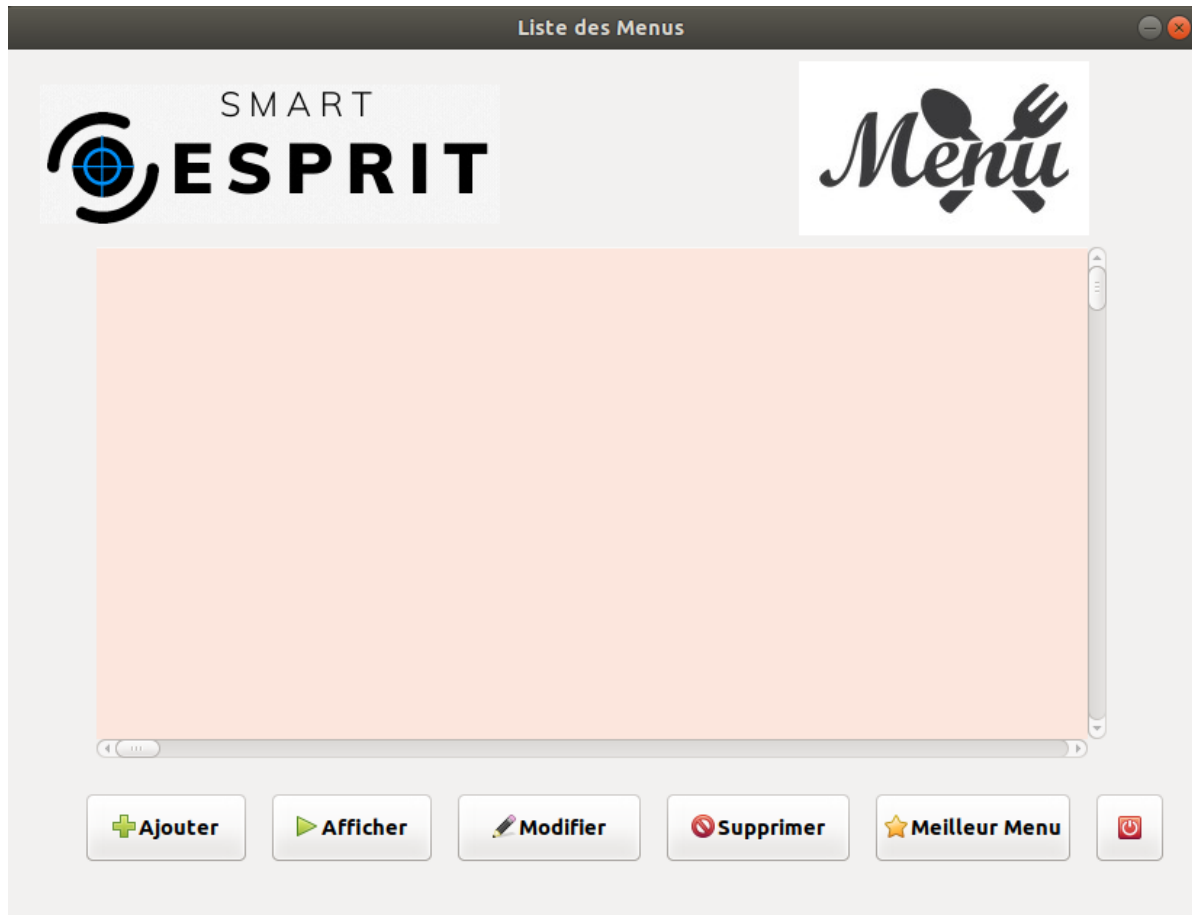 Liste des Menus
SMART
ESPRIT
Menu
Ajouter
Afficher
Modifier
Supprimer
Meilleur Menu